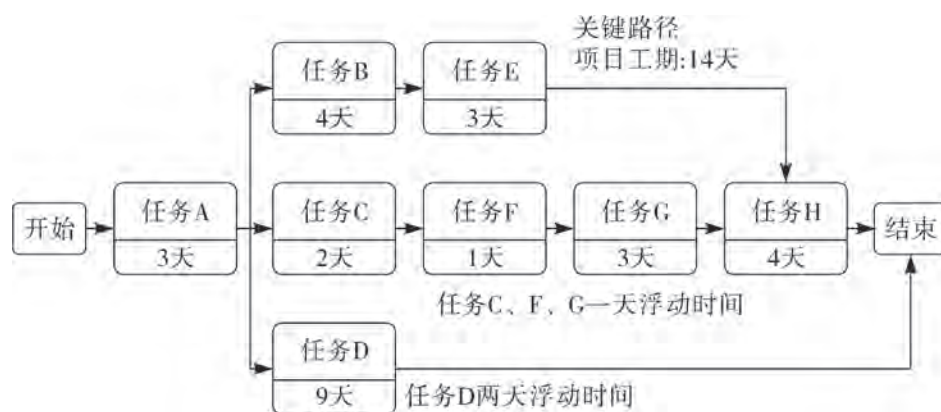 关键路径
项目工期:14天
任务B
4天
任务E
3天
开始
任务A
3天
任务C
2天
任务F
1天
任务G
3天
任务H
4天
结束
任务C、F、G一天浮动时间
任务D
9天
任务D两天浮动时间